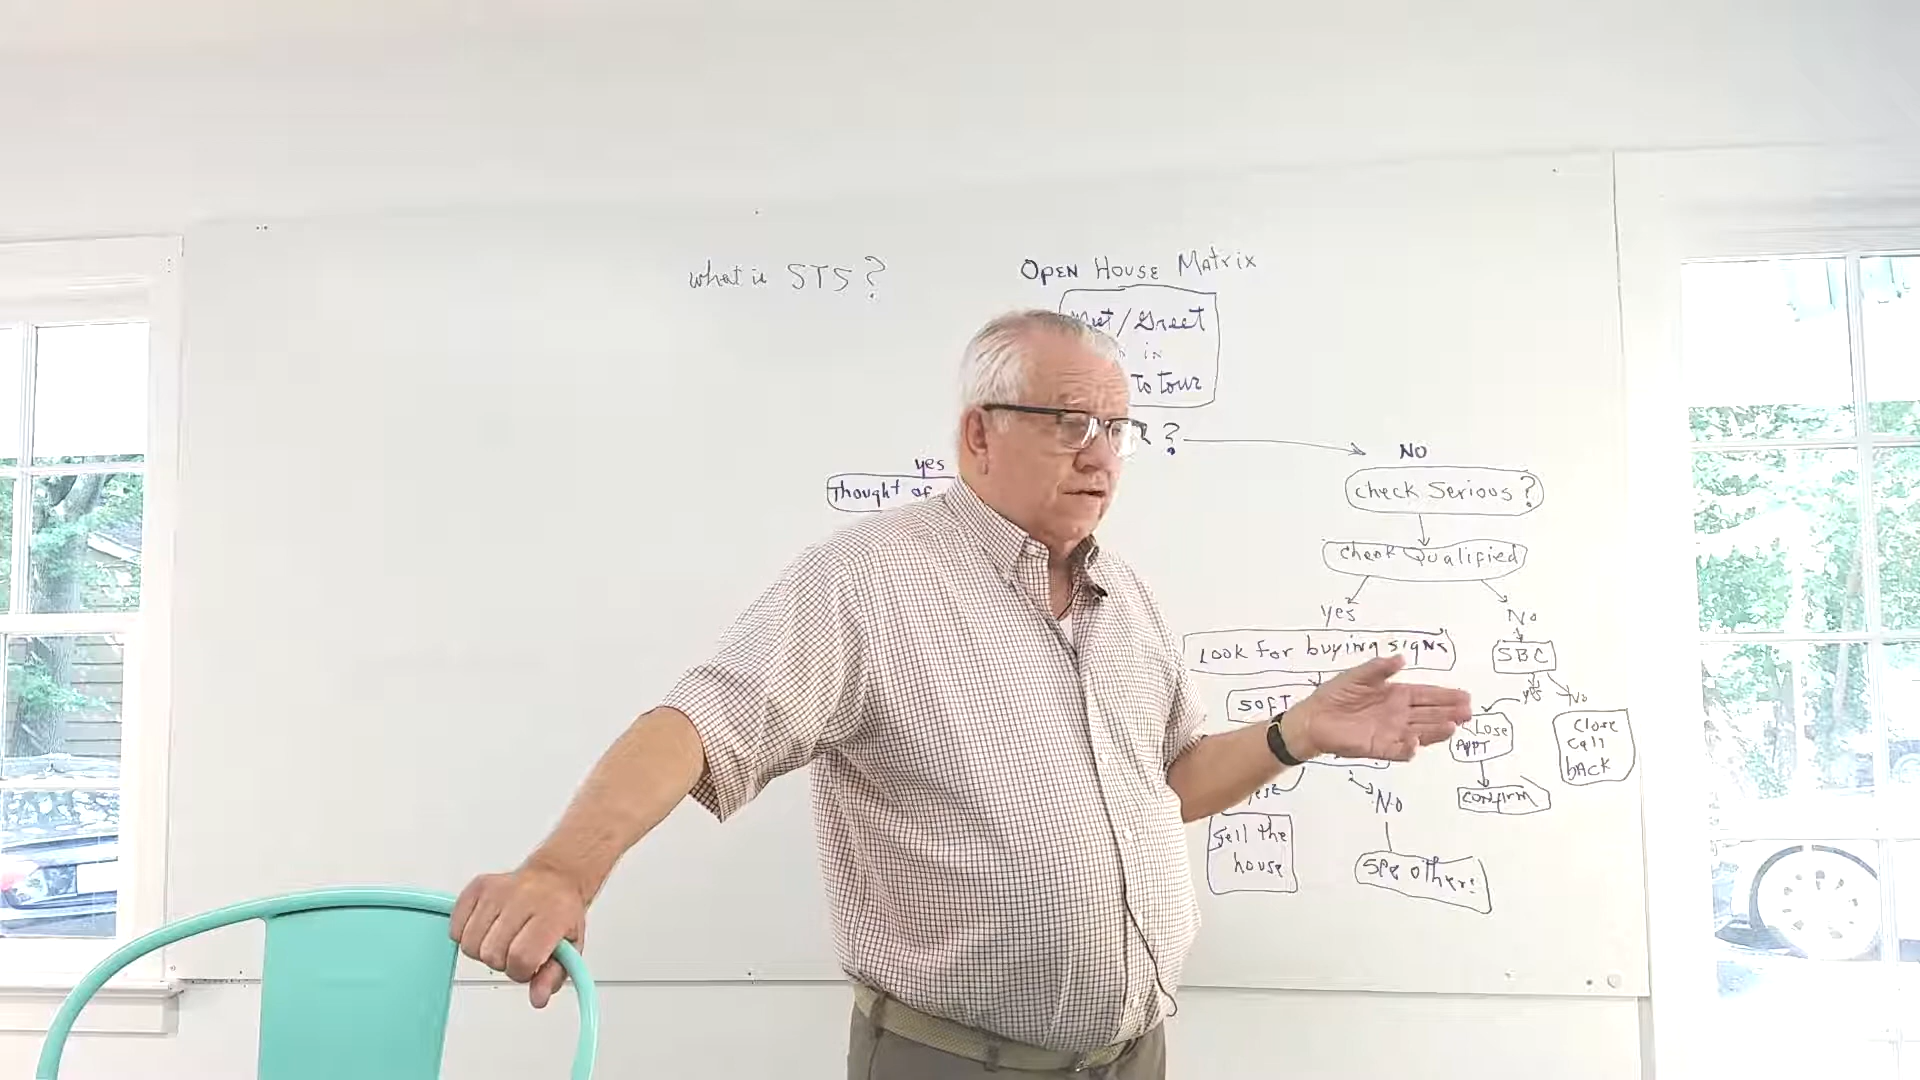 what is STS?
OPEN HOUSE MATRIX
/Greet
in
To Tour
?
NO
yes
Thought of
check Serious?
check Qualified
yes
No
Look for buying signs
SBC
SOFT
yes
No
Close
APPT
Close
Call
bAck
CONFIRM
No
Sell the
house
See others